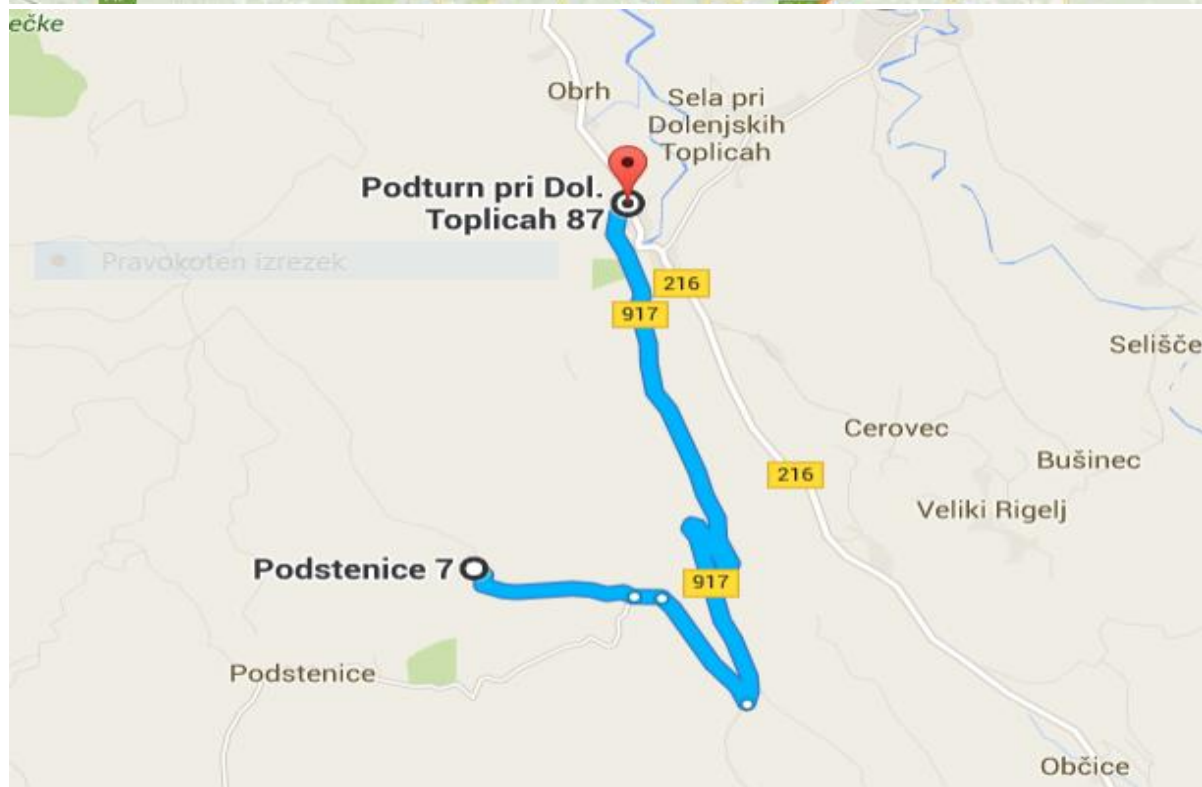 ečke
Obrh
Sela pri
Dolenjskih
Toplicah
Podturn pri Dol.
Toplicah 87
Pravokoten izrezek
216
917
Selišče
Cerovec
Bušinec
216
Veliki Rigelj
Podstenice 7
917
Podstenice
Občice